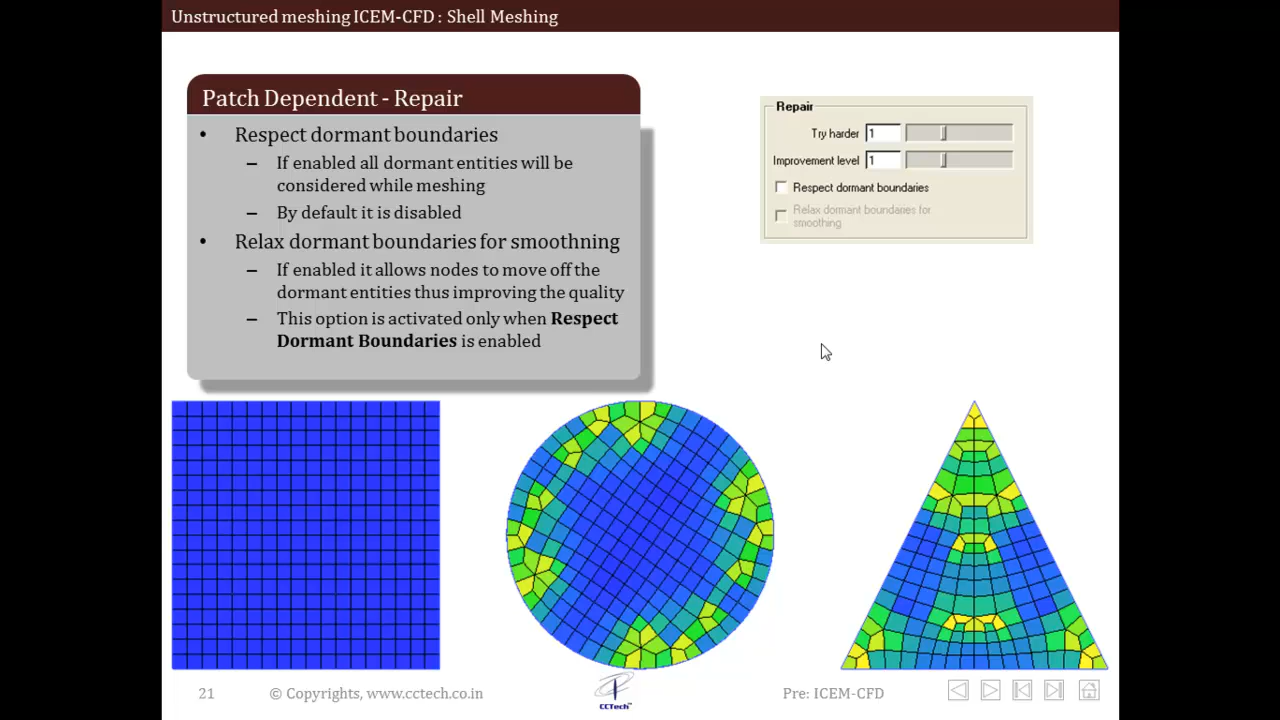 Unstructured meshing ICEM-CFD : Shell Meshing
Patch Dependent - Repair
• Respect dormant boundaries
– If enabled all dormant entities will be
considered while meshing
– By default it is disabled
• Relax dormant boundaries for smoothning
– If enabled it allows nodes to move off the
dormant entities thus improving the quality
– This option is activated only when Respect
Dormant Boundaries is enabled
Repair
Try harder 1
Improvement level 1
Respect dormant boundaries
Relax dormant boundaries for
smoothing
21
© Copyrights, www.cctech.co.in
CCTech™
Pre: ICEM-CFD